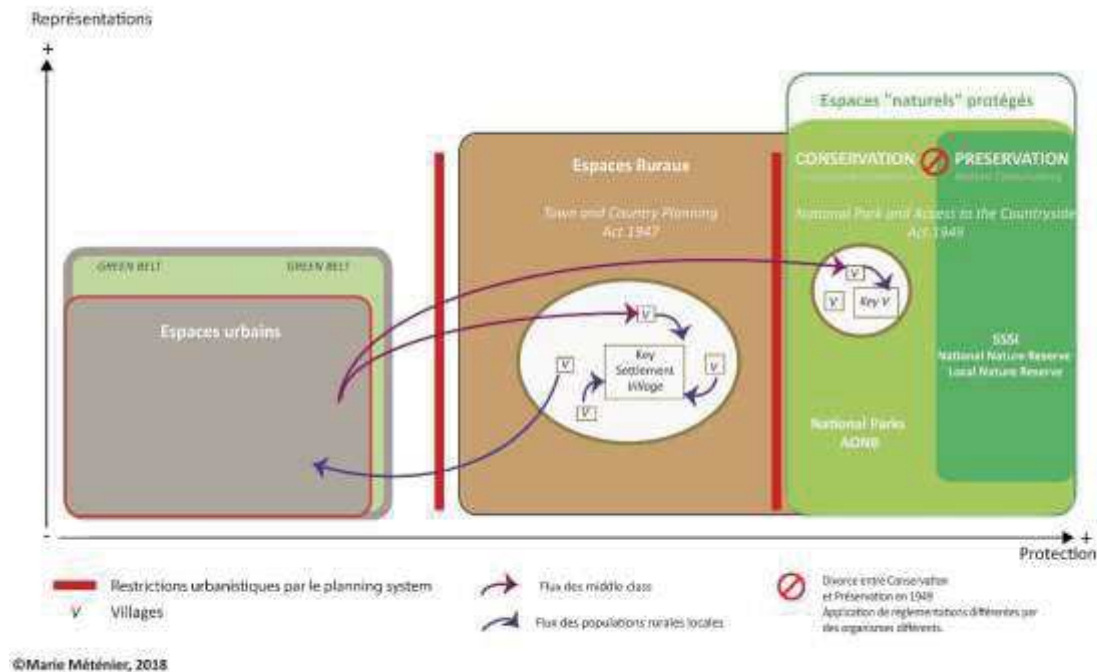 Représentations
+
Espaces "naturels" protégés
Espaces Ruraux
CONSERVATION
PRESERVATION
Town and Country Planning
Act 1947
National Park and Access to the Countryside
Act 1949
GREEN BELT
GREEN BELT
Espaces urbains
V
V
Key V
V
Key
Settlement
Village
V
V
V
SSSI
National Nature Reserve
Local Nature Reserve
National Parks
AONB
-
+
Protection
Restrictions urbanistiques par le planning system
V Villages
Flux des middle class
Flux des populations rurales locales
Divorce entre Conservation
et Préservation en 1949
Application de réglementations différentes par
des organismes différents.
©Marie Méténier, 2018